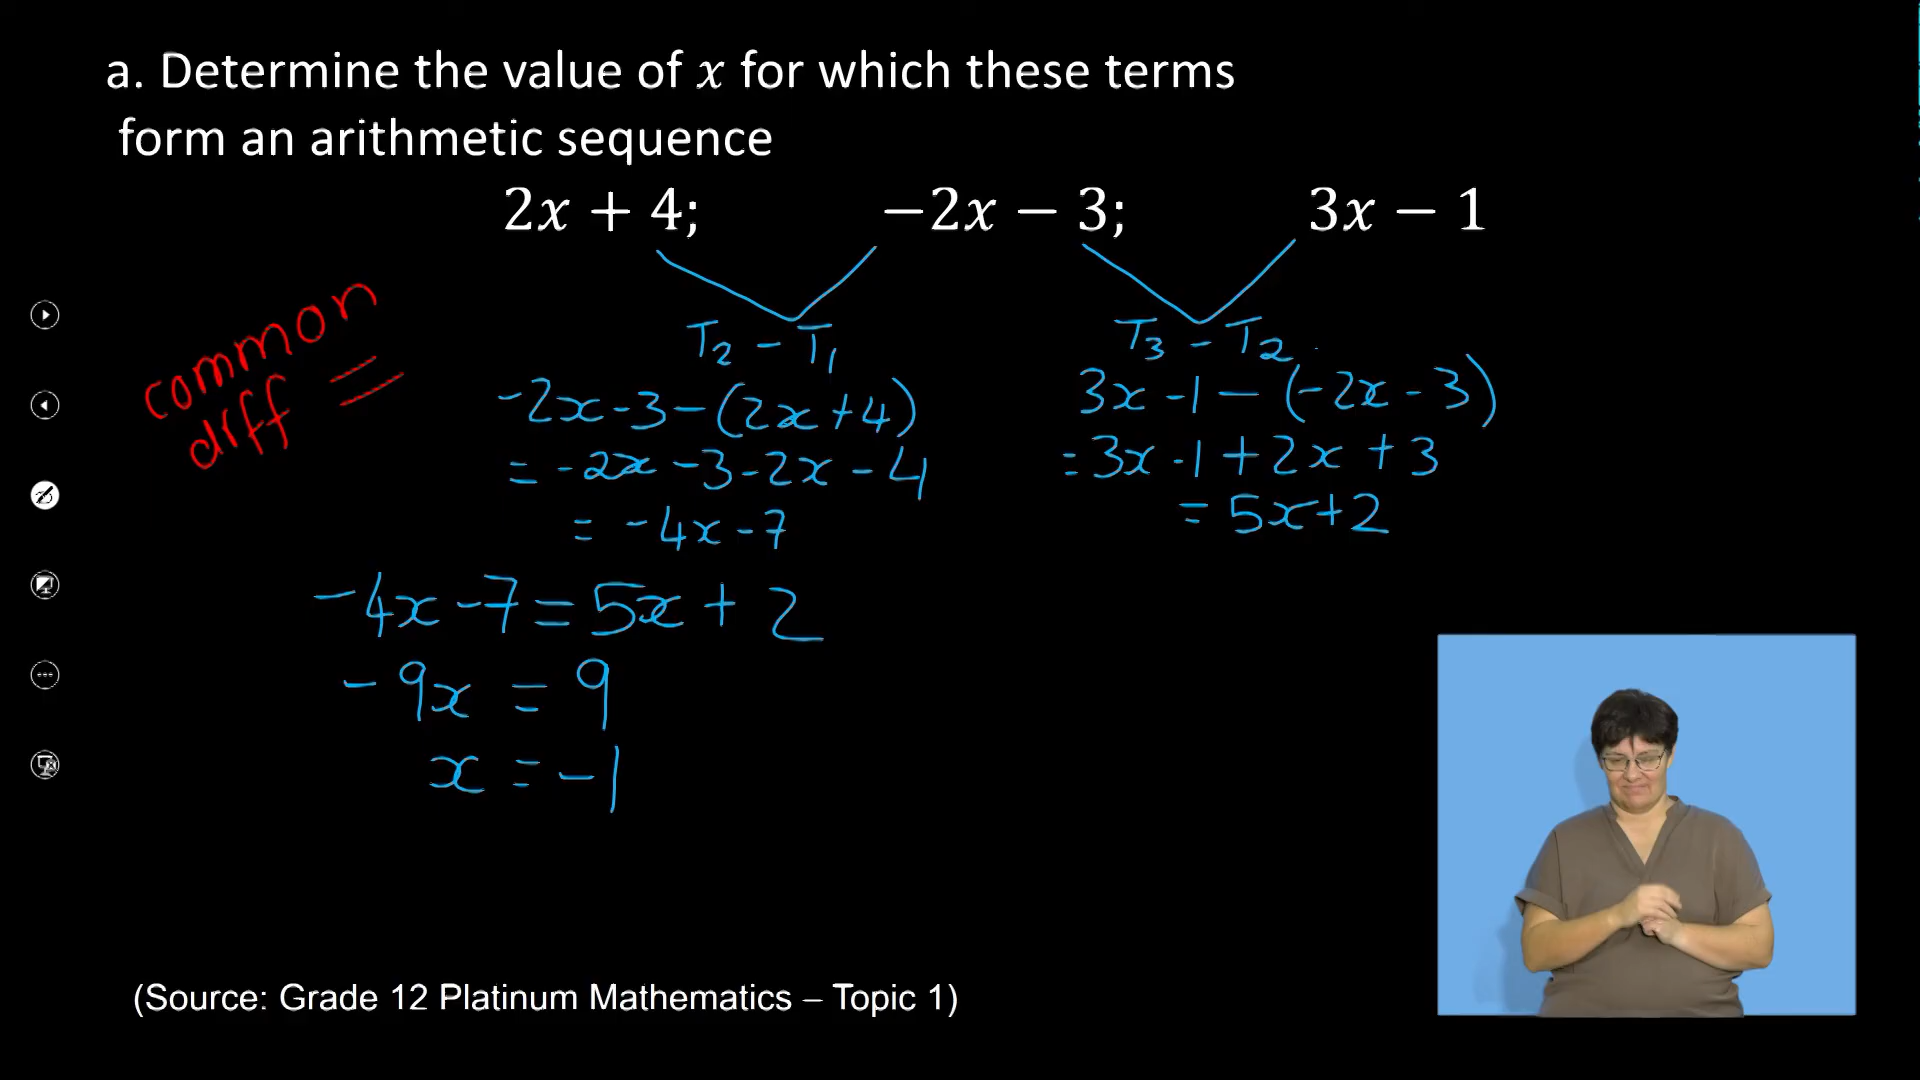 a. Determine the value of x for which these terms
form an arithmetic sequence
2x + 4; −2x − 3; 3x − 1
common
diff =
T₂ − T₁
-2x-3-(2x+4)
= -2x-3-2x-4
= -4x-7
T₃ − T₂
3x-1-(-2x-3)
=3x-1+2x+3
= 5x+2
-4x-7=5x+2
-9x = 9
x = -1
(Source: Grade 12 Platinum Mathematics – Topic 1)